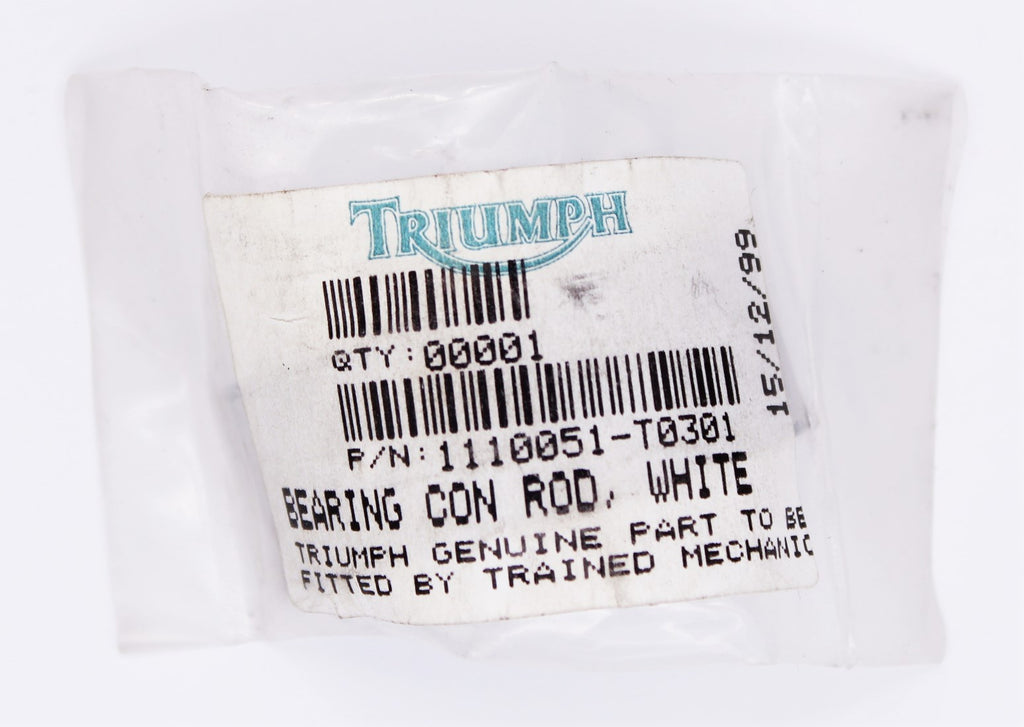 TRIUMPH
QTY:00001
P/N:1110051-T0301
BEARING CON ROD, WHITE
TRIUMPH GENUINE PART TO BE
FITTED BY TRAINED MECHANIC
15/12/99